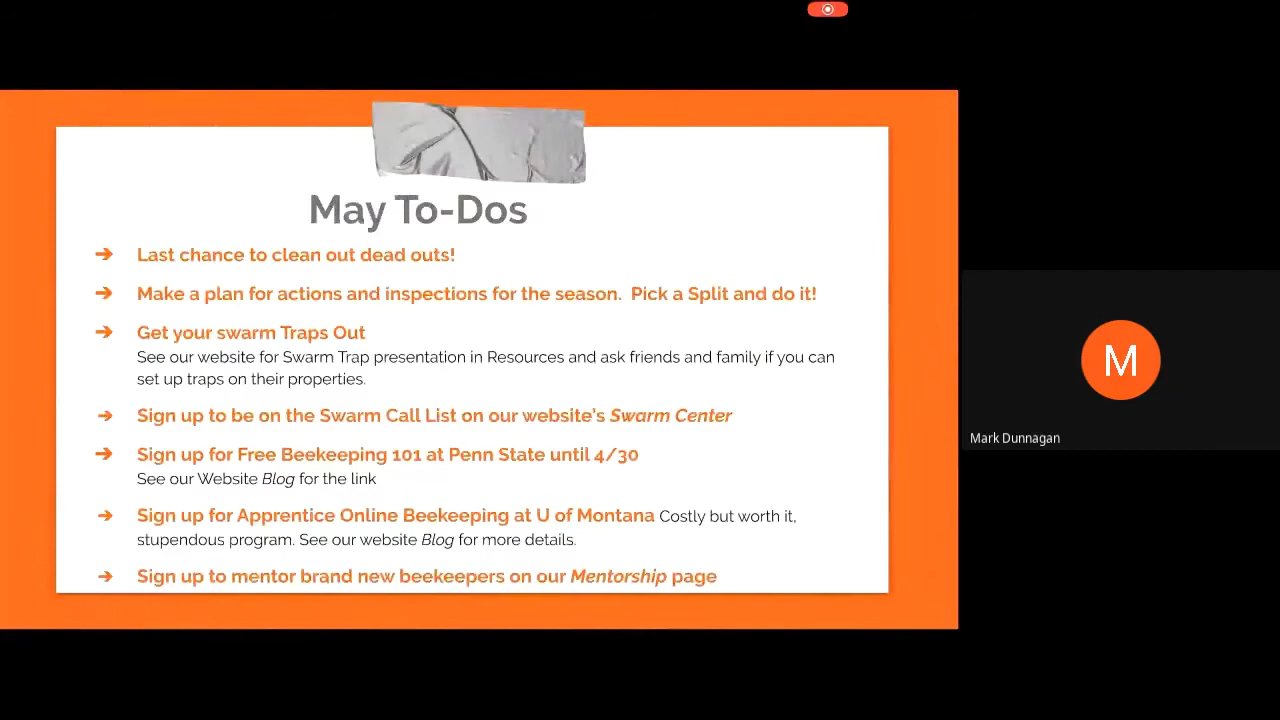 May To-Dos
➔ Last chance to clean out dead outs!
➔ Make a plan for actions and inspections for the season.  Pick a Split and do it!
➔ Get your swarm Traps Out
See our website for Swarm Trap presentation in Resources and ask friends and family if you can
set up traps on their properties.
➔ Sign up to be on the Swarm Call List on our website's Swarm Center
➔ Sign up for Free Beekeeping 101 at Penn State until 4/30
See our Website Blog for the link
➔ Sign up for Apprentice Online Beekeeping at U of Montana Costly but worth it,
stupendous program. See our website Blog for more details.
➔ Sign up to mentor brand new beekeepers on our Mentorship page
M
Mark Dunnagan